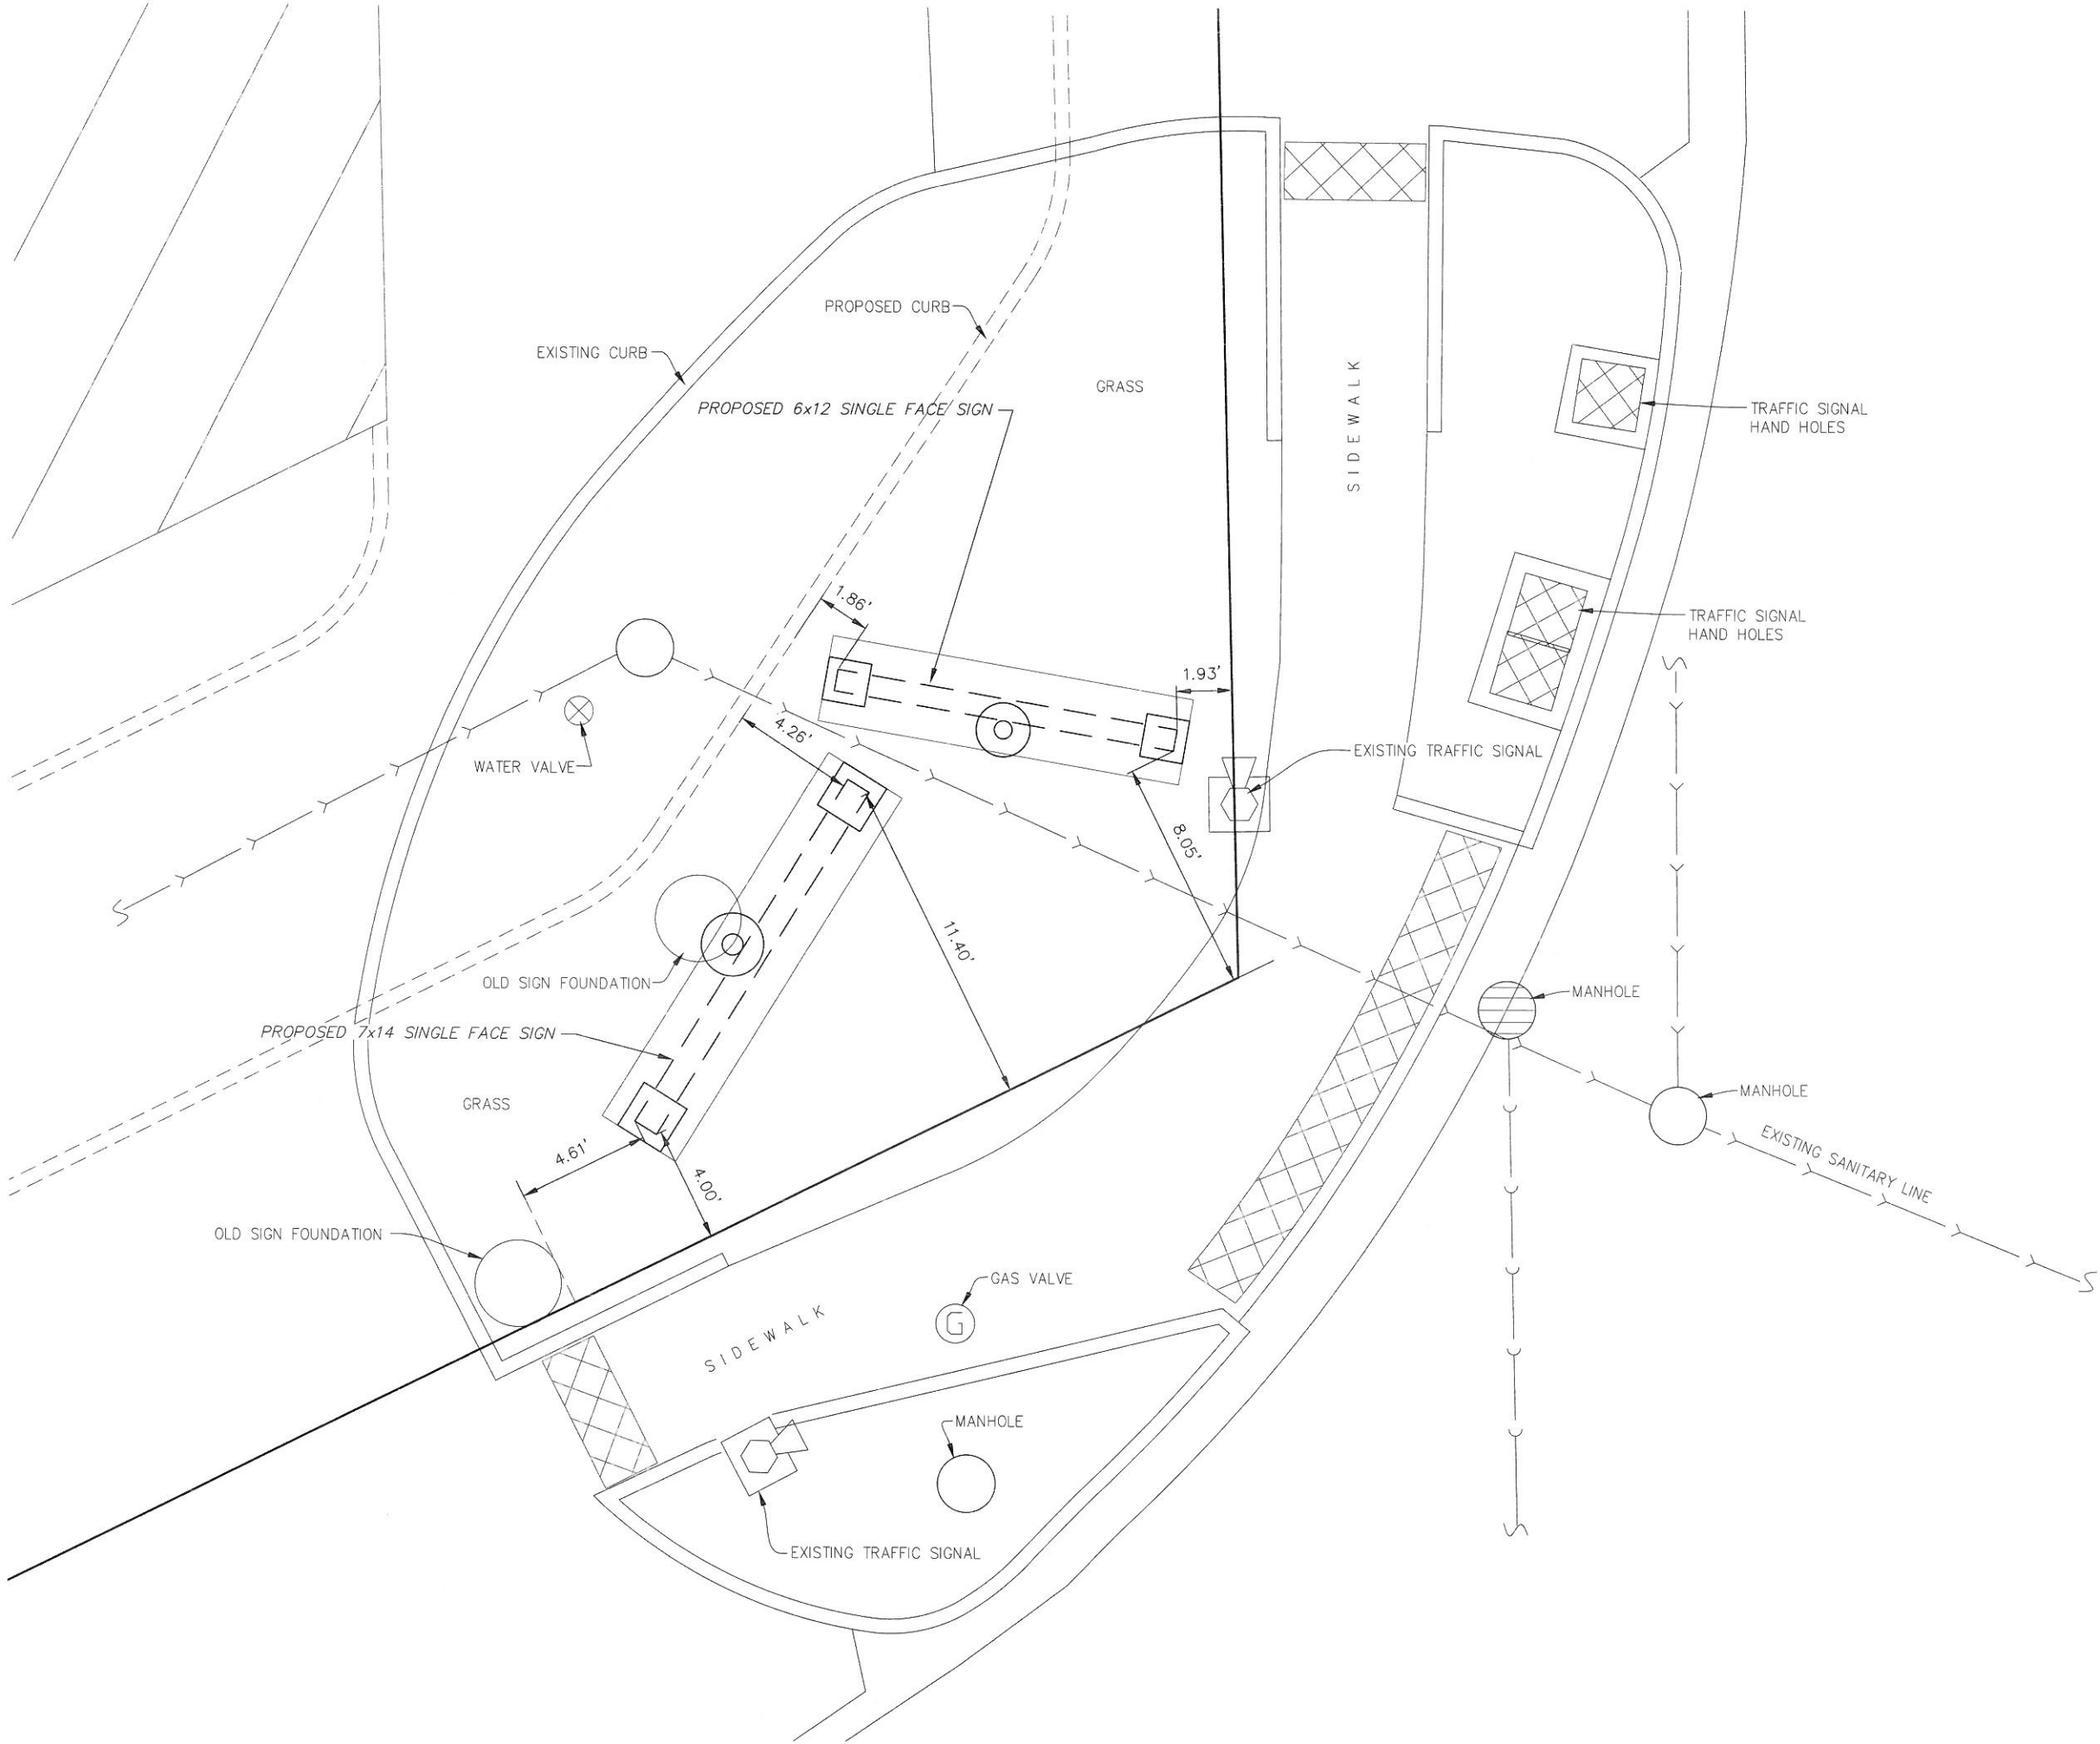 PROPOSED CURB
EXISTING CURB
GRASS
SIDEWALK
PROPOSED 6x12 SINGLE FACE SIGN
TRAFFIC SIGNAL
HAND HOLES
1.86'
TRAFFIC SIGNAL
HAND HOLES
1.93'
4.26'
WATER VALVE
EXISTING TRAFFIC SIGNAL
8.05'
11.40'
OLD SIGN FOUNDATION
MANHOLE
PROPOSED 7x14 SINGLE FACE SIGN
GRASS
MANHOLE
4.61'
EXISTING SANITARY LINE
4.00'
OLD SIGN FOUNDATION
GAS VALVE
G
SIDEWALK
MANHOLE
EXISTING TRAFFIC SIGNAL